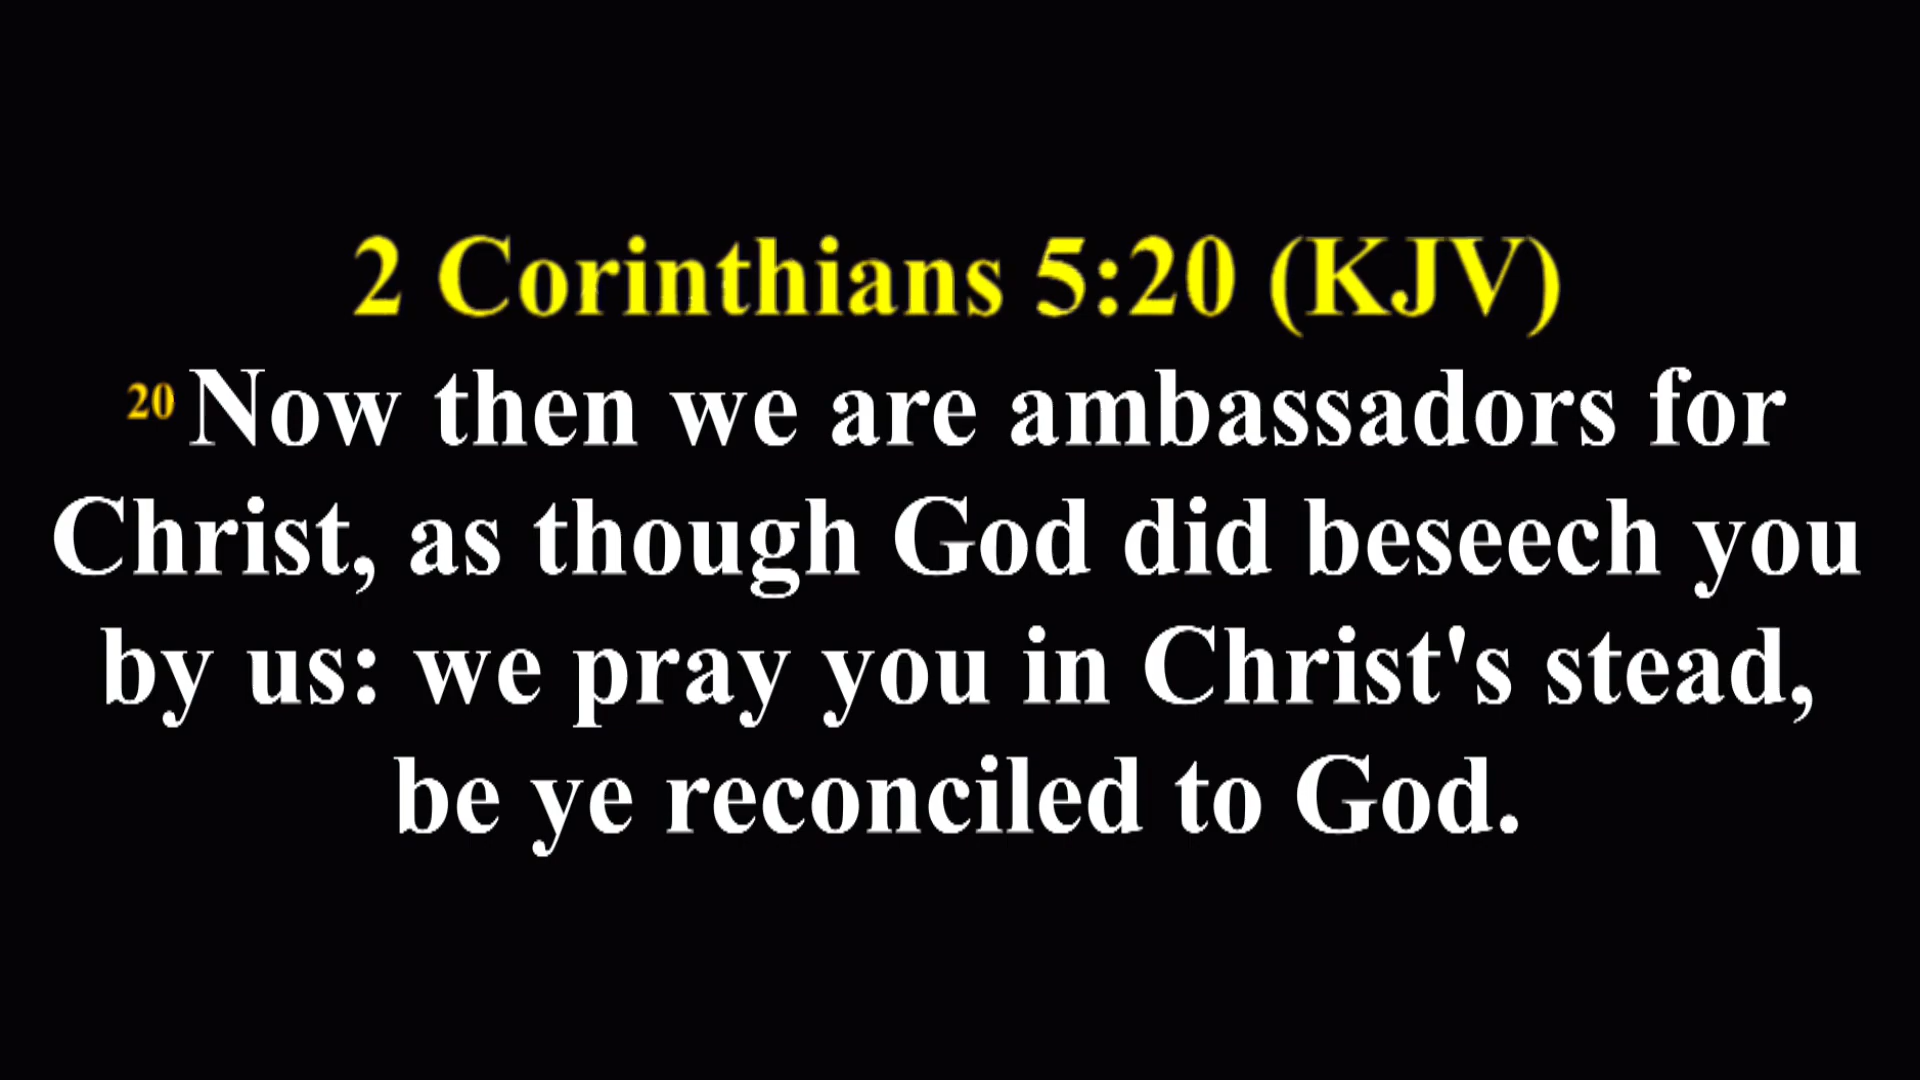 2 Corinthians 5:20 (KJV)
20 Now then we are ambassadors for
Christ, as though God did beseech you
by us: we pray you in Christ's stead,
be ye reconciled to God.